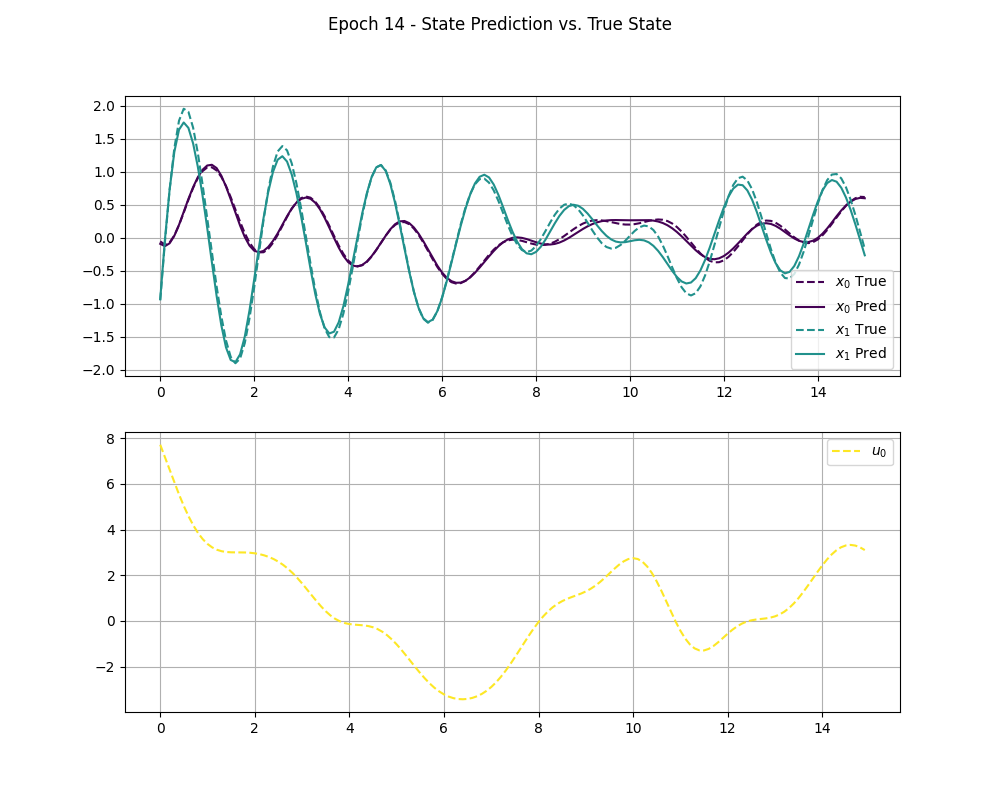 Epoch 14 - State Prediction vs. True State
2.0
1.5
1.0
0.5
0.0
−0.5
−1.0
−1.5
−2.0
x₀ True
x₀ Pred
x₁ True
x₁ Pred
0 2 4 6 8 10 12 14
8
6
4
2
0
−2
u₀
0 2 4 6 8 10 12 14